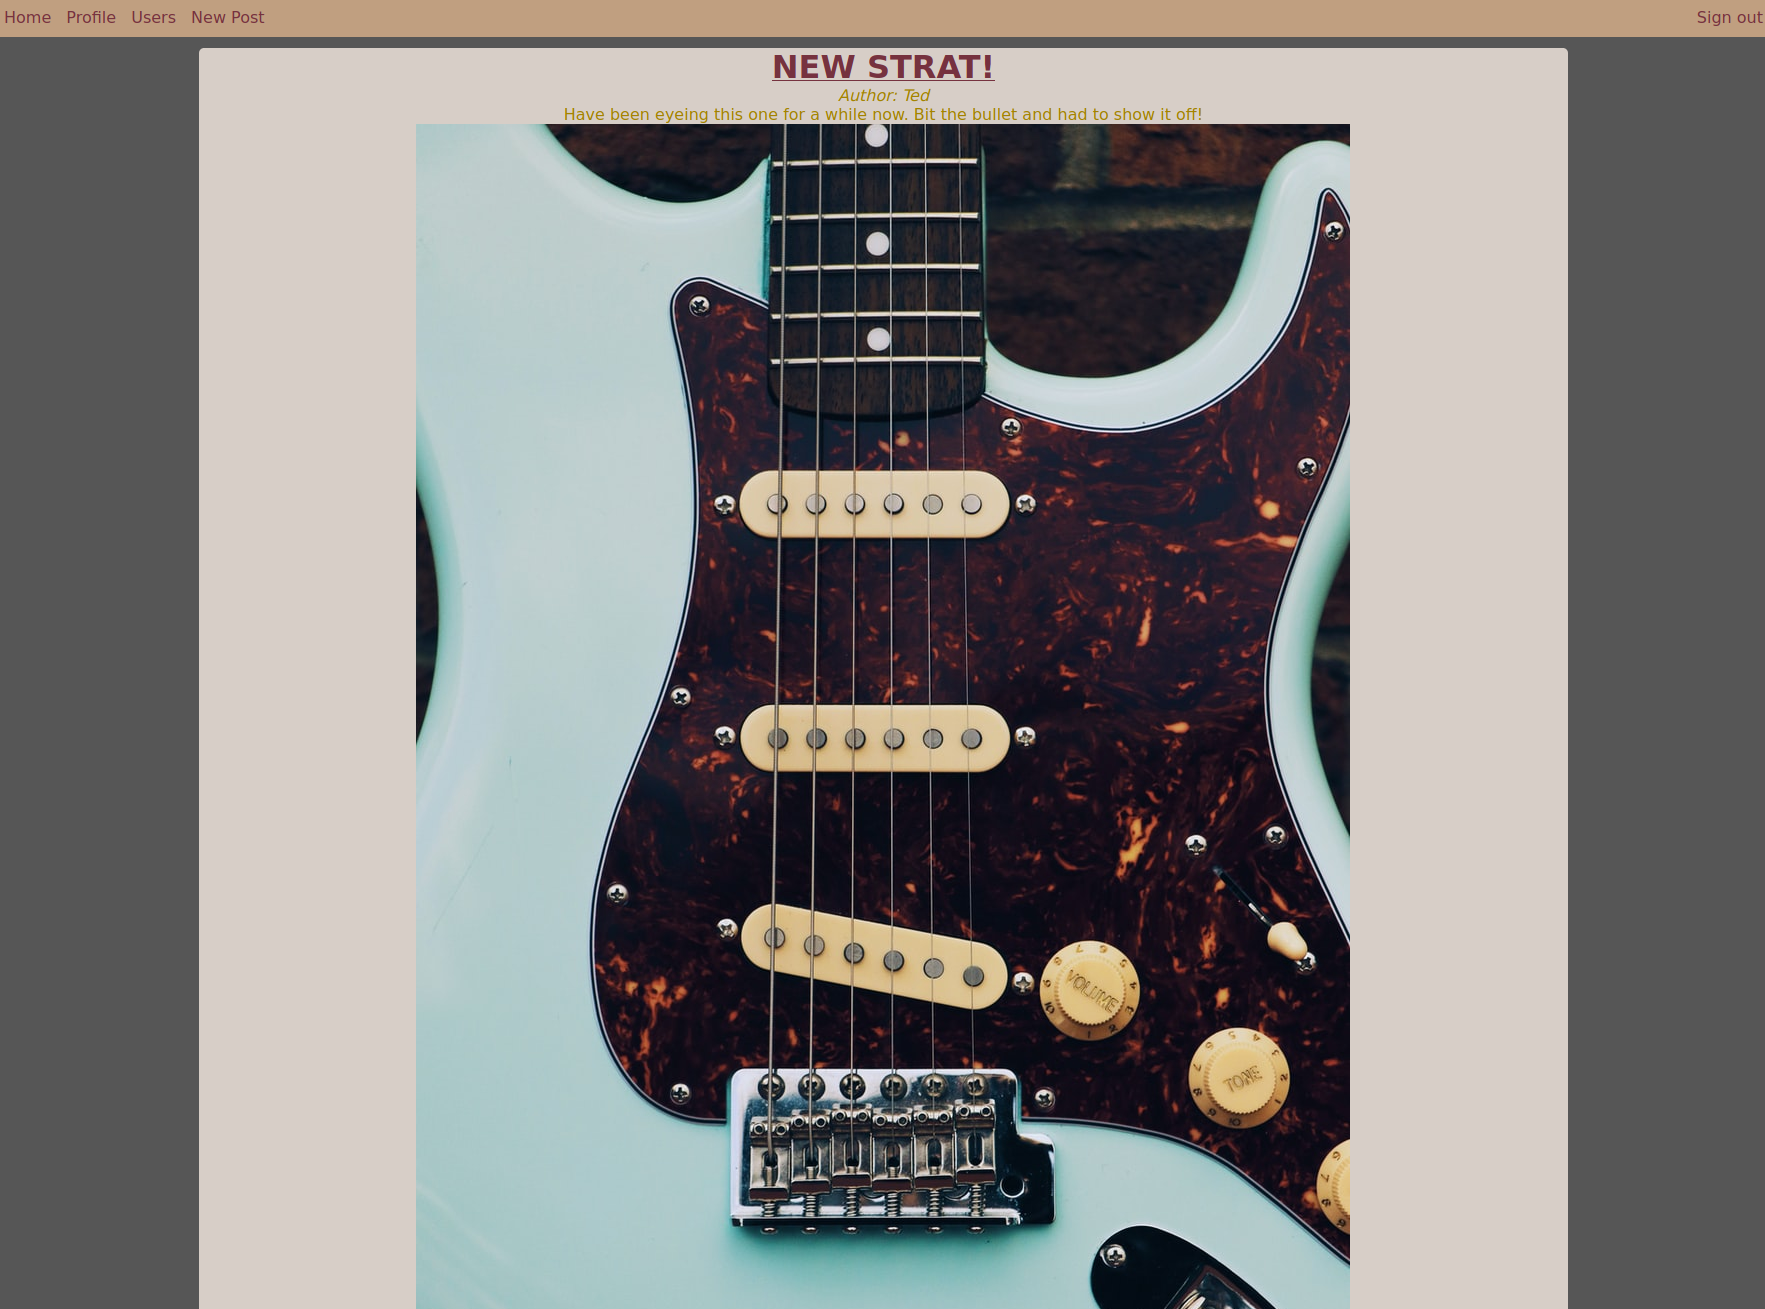 Home Profile Users New Post Sign out
NEW STRAT!
Author: Ted
Have been eyeing this one for a while now. Bit the bullet and had to show it off!
VOLUME
TONE